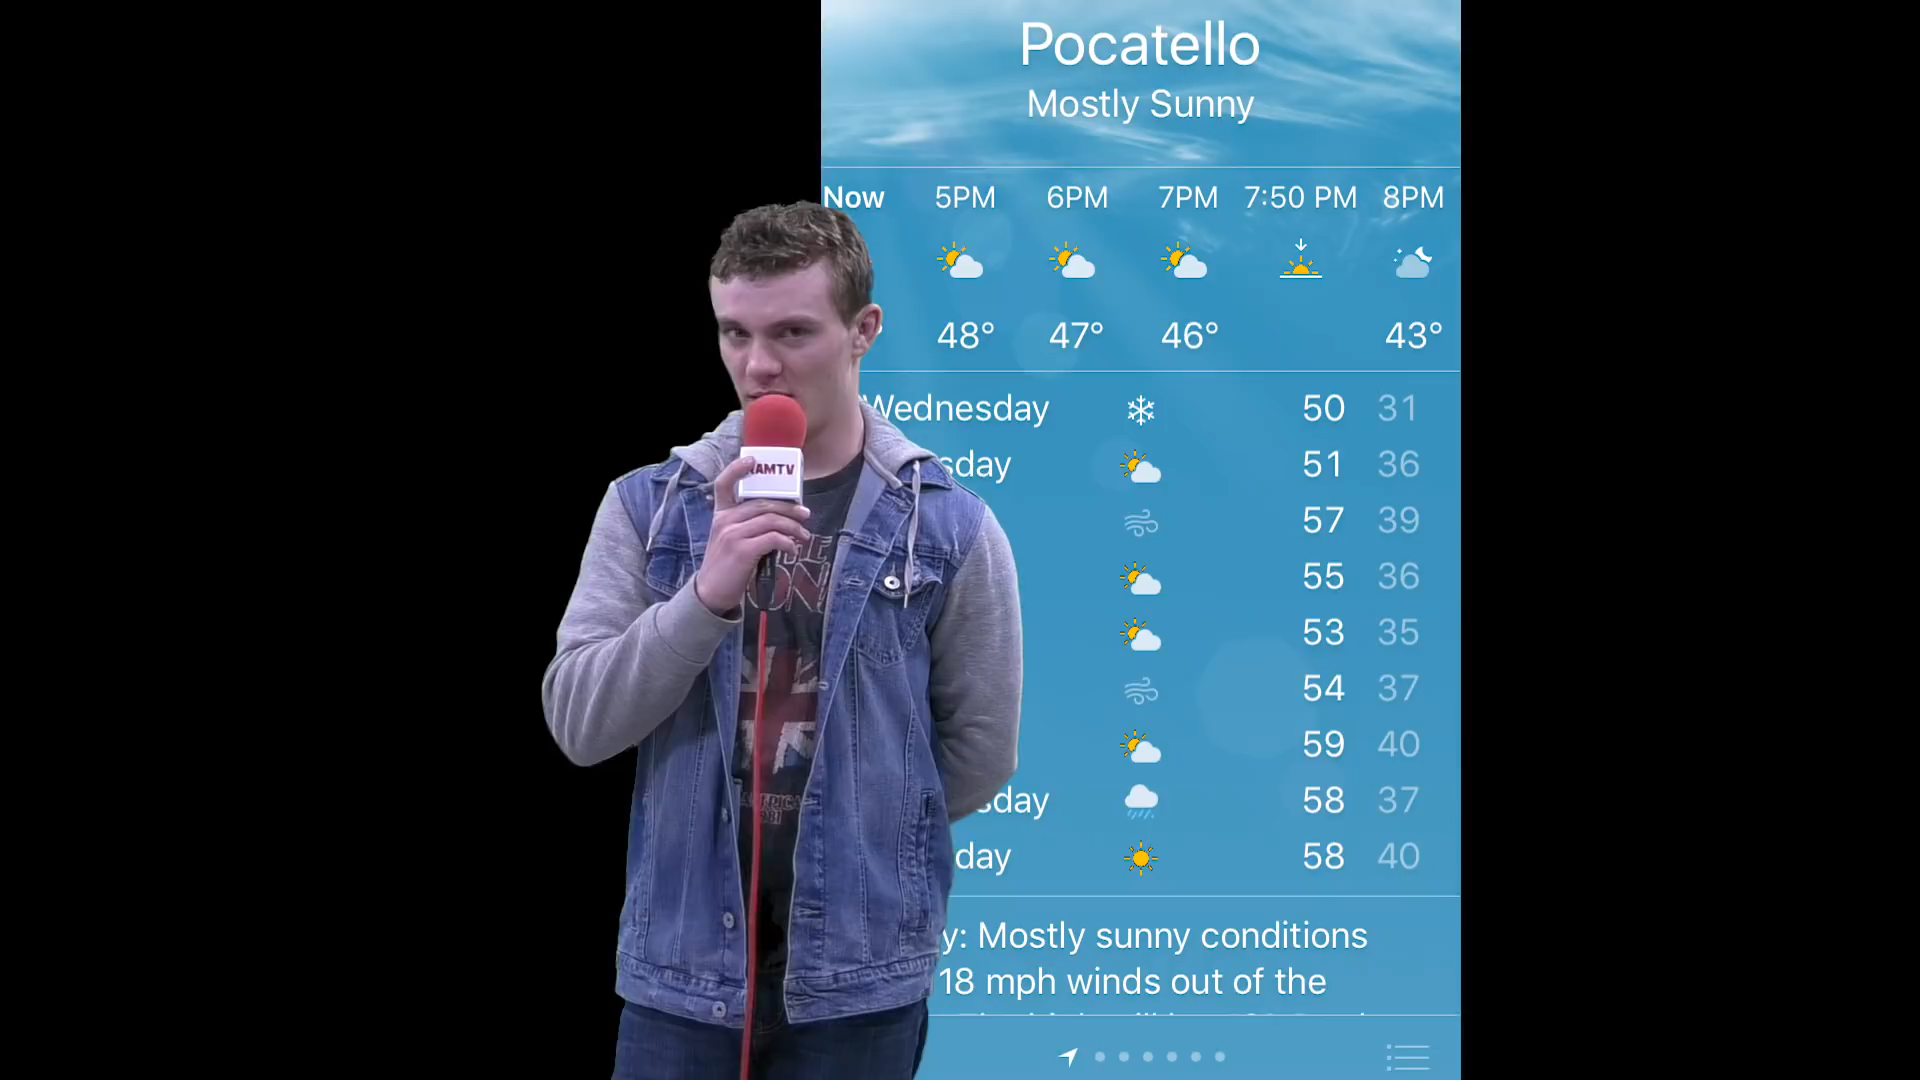 Pocatello
Mostly Sunny
Now 5PM 6PM 7PM 7:50 PM 8PM
48° 47° 46° 43°
Wednesday 50 31
sday 51 36
57 39
55 36
53 35
54 37
59 40
sday 58 37
day 58 40
y: Mostly sunny conditions
18 mph winds out of the
AMTV